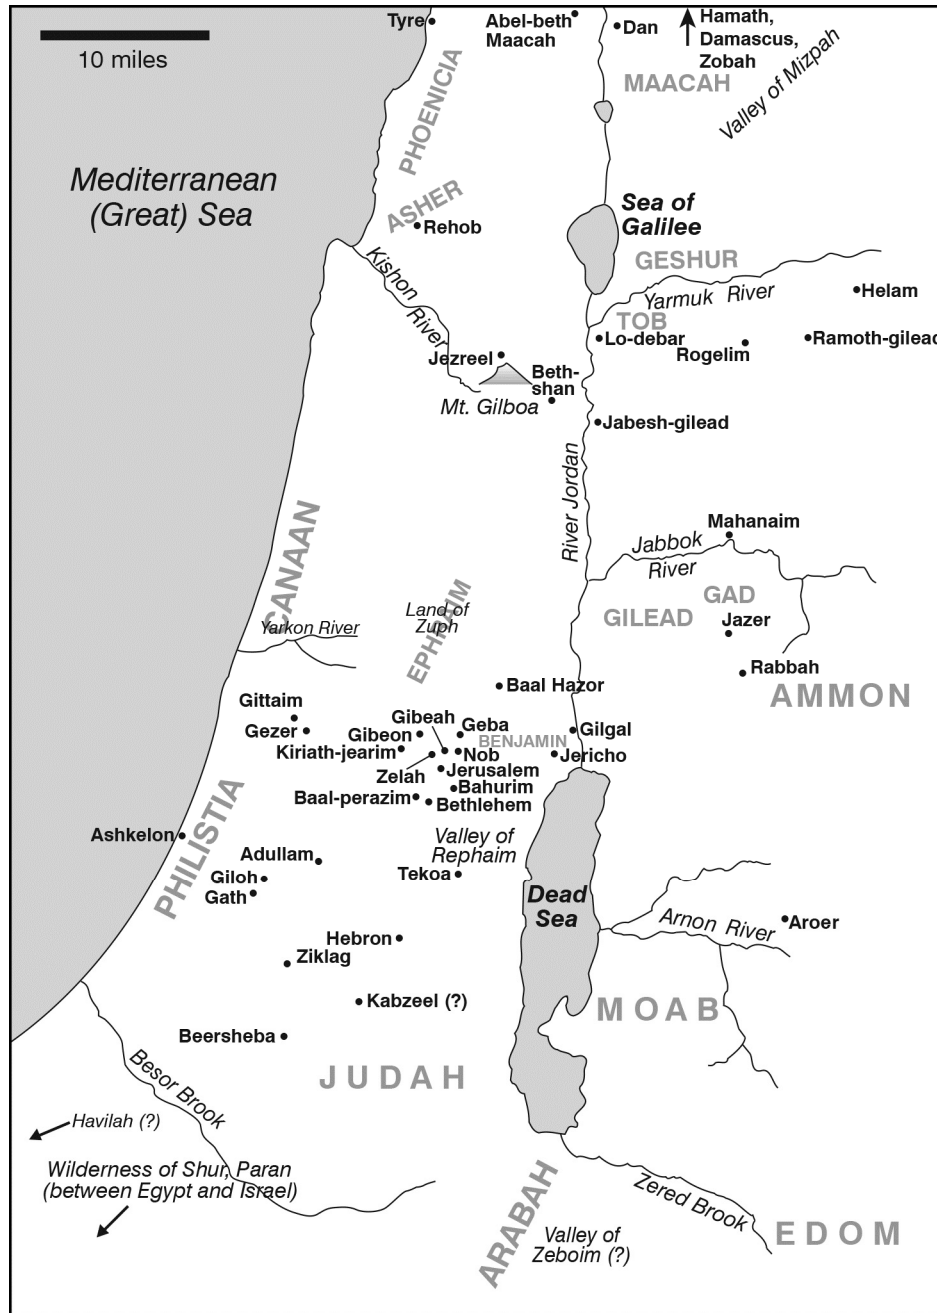 Tyre
Abel-beth
Maacah
Dan
Hamath,
Damascus,
Zobah
10 miles
MAACAH
Valley of Mizpah
PHOENICIA
Mediterranean
(Great) Sea
ASHER
Rehob
Sea of
Galilee
Kishon
River
GESHUR
Yarmuk River
Helam
TOB
Lo-debar
Rogelim
Ramoth-gilead
Jezreel
Beth-
shan
Mt. Gilboa
Jabesh-gilead
River Jordan
CANAAN
Mahanaim
Jabbok
River
GAD
GILEAD
Jazer
Land of
Zuph
EPHRAIM
Yarkon River
Rabbah
AMMON
Baal Hazor
Gittaim
Gezer
Gibeah
Geba
Gibeon
BENJAMIN
Gilgal
Kiriath-jearim
Nob
Jericho
Zelah
Jerusalem
Bahurim
Baal-perazim
Bethlehem
PHILISTIA
Ashkelon
Valley of
Rephaim
Adullam
Giloh
Gath
Tekoa
Dead
Sea
Arnon River
Aroer
Hebron
Ziklag
Kabzeel (?)
MOAB
Beersheba
JUDAH
Besor Brook
Havilah (?)
Wilderness of Shur, Paran
(between Egypt and Israel)
ARABAH
Zered Brook
Valley of
Zeboim (?)
EDOM